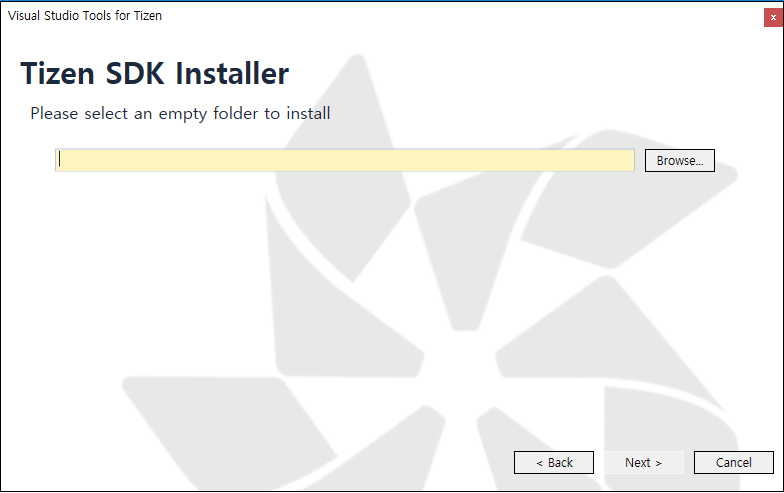 Visual Studio Tools for Tizen
x
Tizen SDK Installer
Please select an empty folder to install
Browse...
< Back
Next >
Cancel